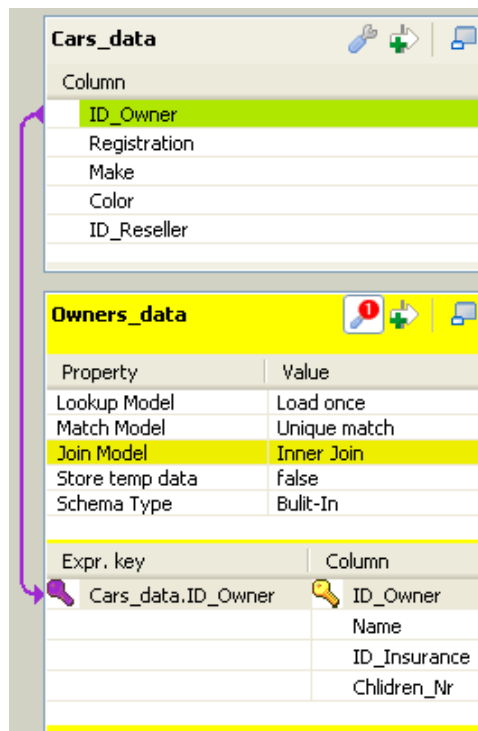 Cars_data
Column
ID_Owner
Registration
Make
Color
ID_Reseller
Owners_data 1
Property Value
Lookup Model Load once
Match Model Unique match
Join Model Inner Join
Store temp data false
Schema Type Bulit-In
Expr. key Column
Cars_data.ID_Owner ID_Owner
Name
ID_Insurance
Chlidren_Nr